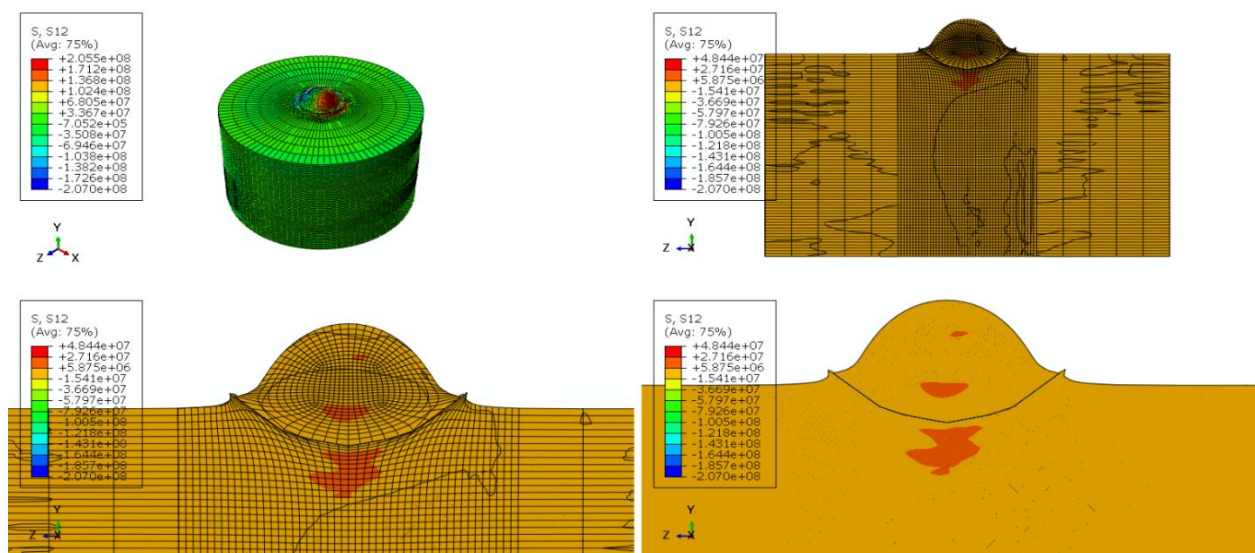 S, S12
(Avg: 75%)
+2.055e+08
+1.712e+08
+1.368e+08
+1.024e+08
+6.805e+07
+3.367e+07
-7.052e+05
-3.508e+07
-6.946e+07
-1.038e+08
-1.382e+08
-1.726e+08
-2.070e+08
Y
Z
X
S, S12
(Avg: 75%)
+4.844e+07
+2.716e+07
+5.875e+06
-1.541e+07
-3.669e+07
-5.797e+07
-7.926e+07
-1.005e+08
-1.218e+08
-1.431e+08
-1.644e+08
-1.857e+08
-2.070e+08
Y
Z
X
S, S12
(Avg: 75%)
+4.844e+07
+2.716e+07
+5.875e+06
-1.541e+07
-3.669e+07
-5.797e+07
-7.926e+07
-1.005e+08
-1.218e+08
-1.431e+08
-1.644e+08
-1.857e+08
-2.070e+08
Y
Z
X
S, S12
(Avg: 75%)
+4.844e+07
+2.716e+07
+5.875e+06
-1.541e+07
-3.669e+07
-5.797e+07
-7.926e+07
-1.005e+08
-1.218e+08
-1.431e+08
-1.644e+08
-1.857e+08
-2.070e+08
Y
Z
X